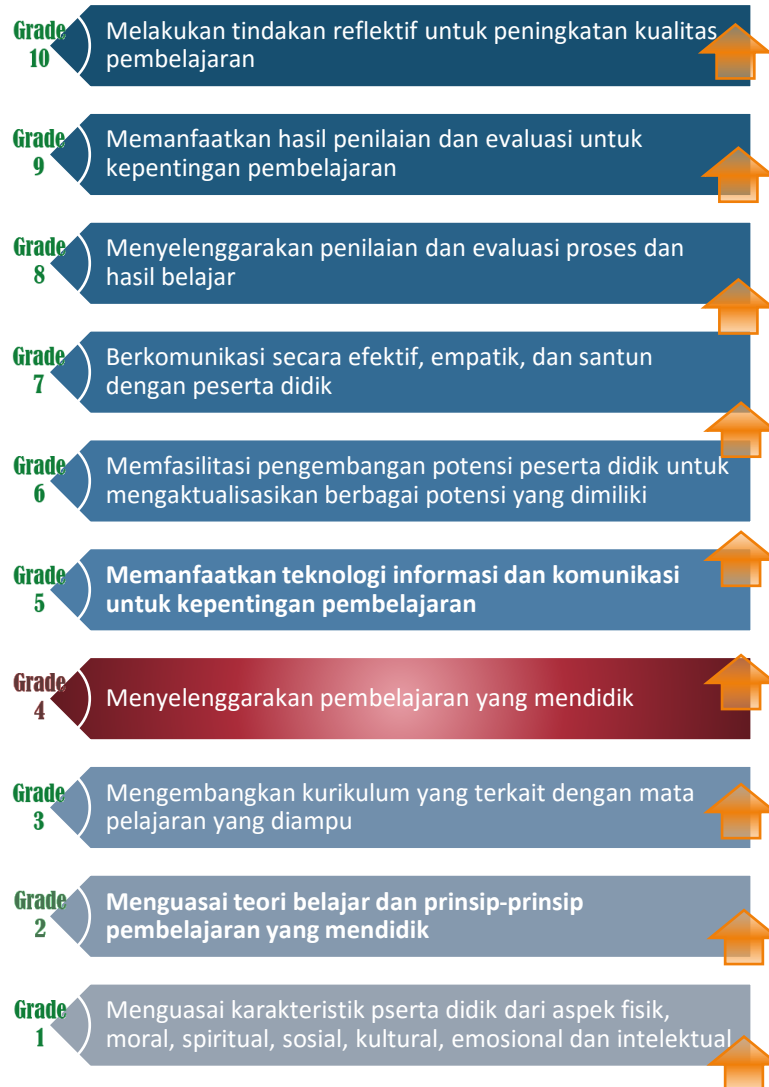 Grade
10
Melakukan tindakan reflektif untuk peningkatan kualitas
pembelajaran
Grade
9
Memanfaatkan hasil penilaian dan evaluasi untuk
kepentingan pembelajaran
Grade
8
Menyelenggarakan penilaian dan evaluasi proses dan
hasil belajar
Grade
7
Berkomunikasi secara efektif, empatik, dan santun
dengan peserta didik
Grade
6
Memfasilitasi pengembangan potensi peserta didik untuk
mengaktualisasikan berbagai potensi yang dimiliki
Grade
5
Memanfaatkan teknologi informasi dan komunikasi
untuk kepentingan pembelajaran
Grade
4
Menyelenggarakan pembelajaran yang mendidik
Grade
3
Mengembangkan kurikulum yang terkait dengan mata
pelajaran yang diampu
Grade
2
Menguasai teori belajar dan prinsip-prinsip
pembelajaran yang mendidik
Grade
1
Menguasai karakteristik pserta didik dari aspek fisik,
moral, spiritual, sosial, kultural, emosional dan intelektual